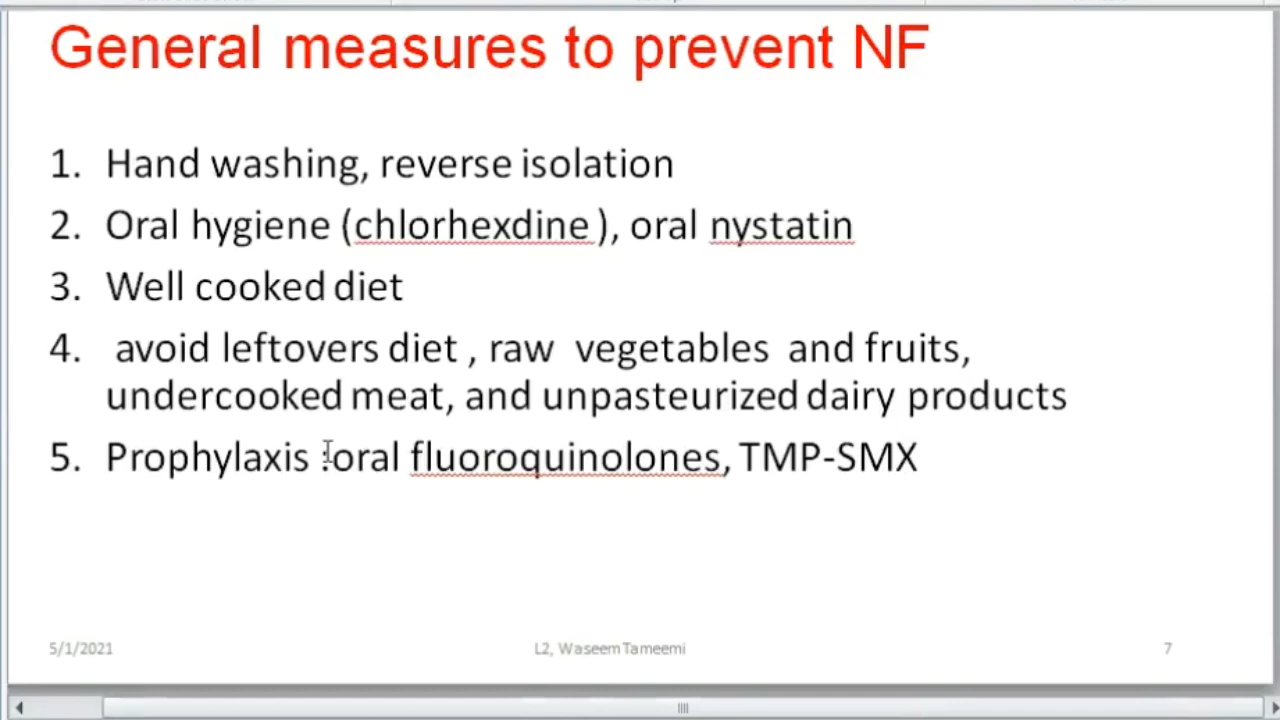 General measures to prevent NF
1. Hand washing, reverse isolation
2. Oral hygiene (chlorhexdine ), oral nystatin
3. Well cooked diet
4. avoid leftovers diet , raw vegetables and fruits,
undercooked meat, and unpasteurized dairy products
5. Prophylaxis :oral fluoroquinolones, TMP-SMX
5/1/2021 L2, Waseem Tameemi 7